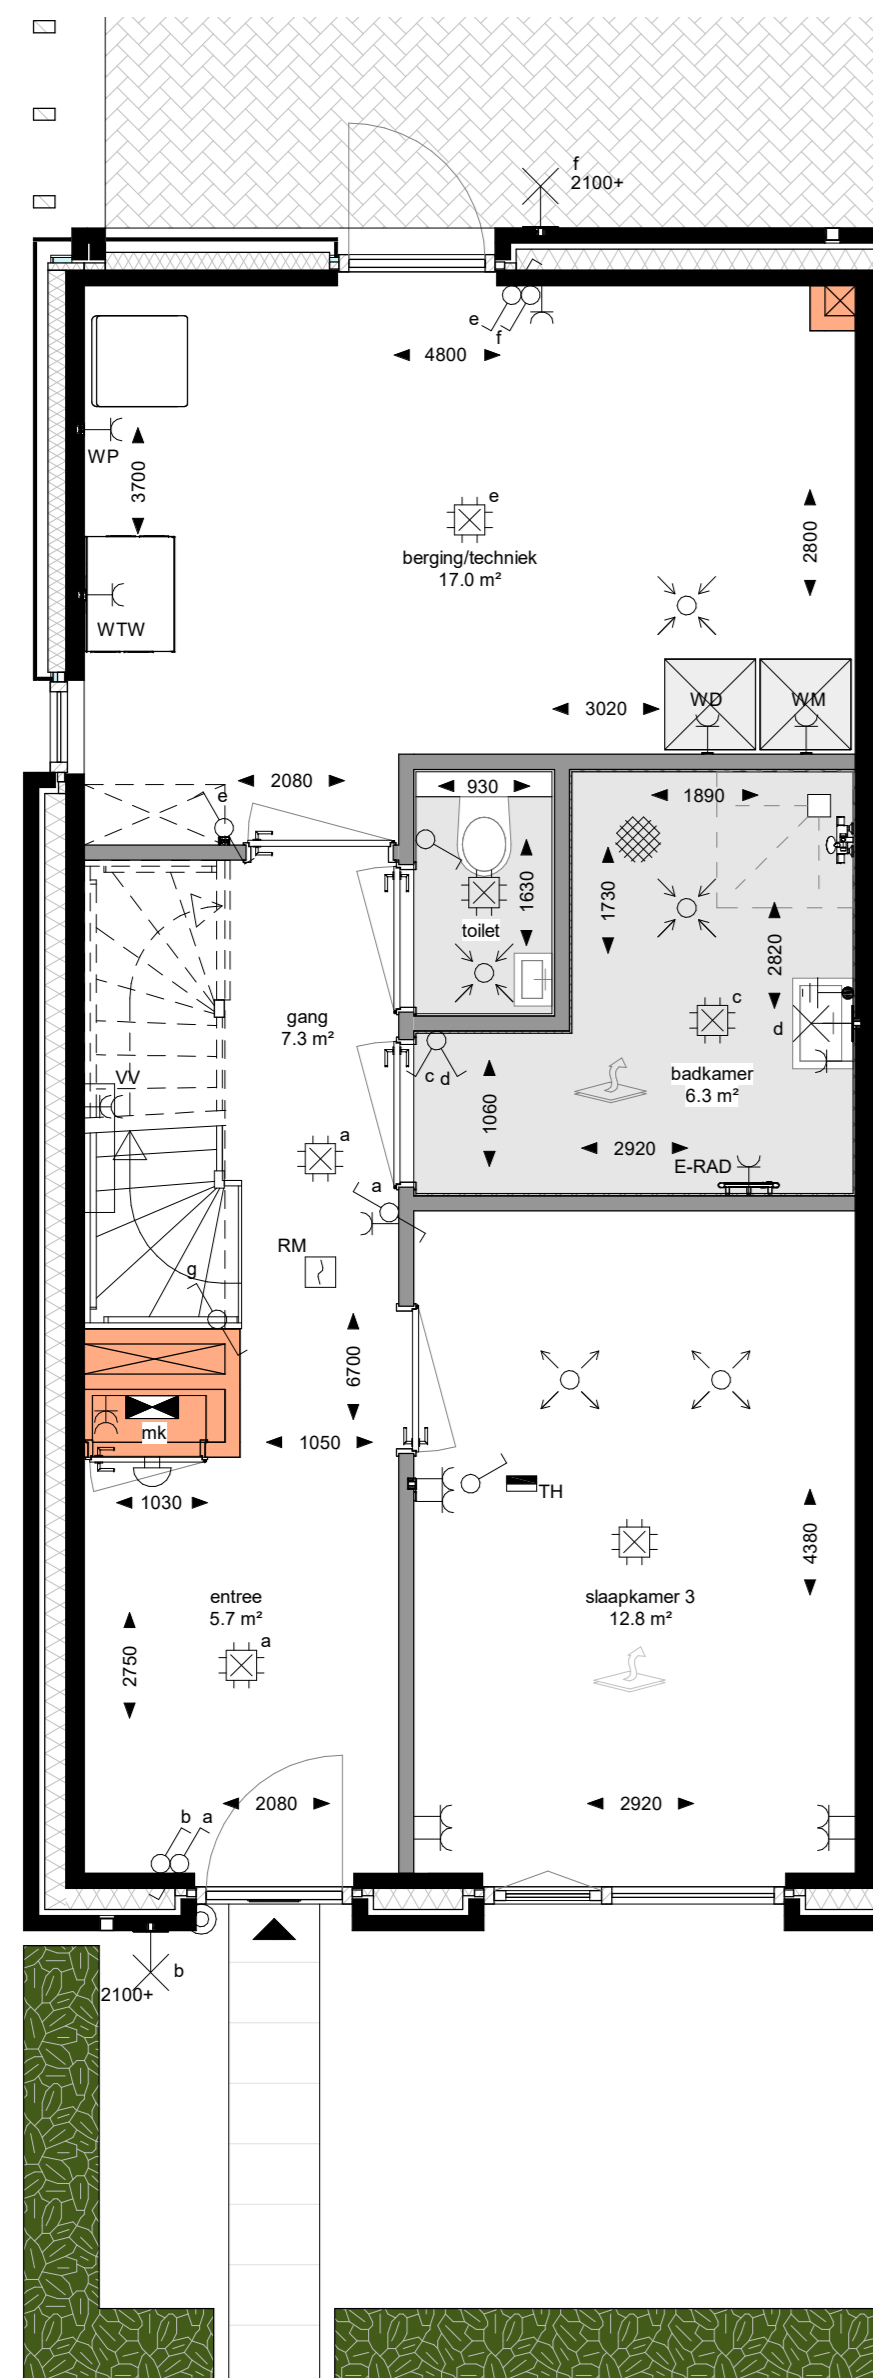 f
2100+
e
f
4800
WP
3700
e
berging/techniek
17.0 m²
2800
WTW
3020
WD
WM
2080
930
1890
e
1630
1730
toilet
2820
gang
7.3 m²
c
d
badkamer
6.3 m²
c d
VV
1060
2920
E-RAD
a
a
RM
g
6700
mk
1050
1030
TH
4380
entree
5.7 m²
slaapkamer 3
12.8 m²
a
2750
2080
2920
b a
b
2100+